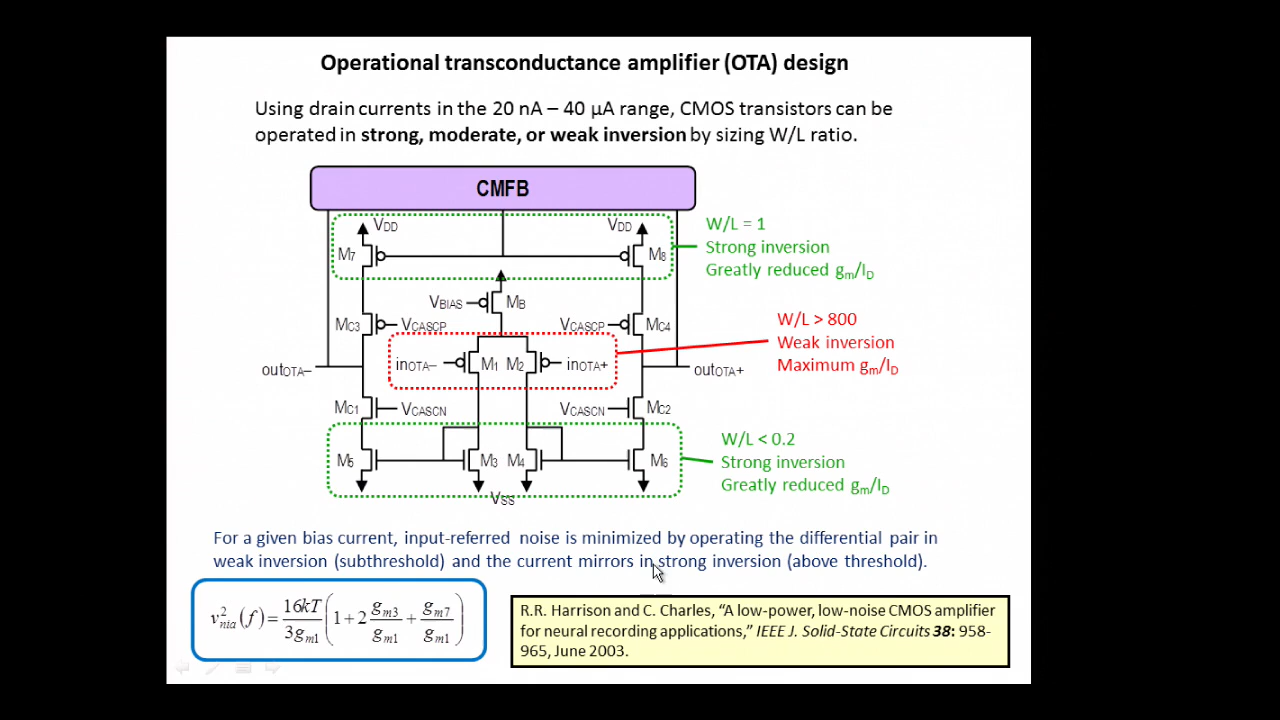 Operational transconductance amplifier (OTA) design
Using drain currents in the 20 nA – 40 µA range, CMOS transistors can be
operated in strong, moderate, or weak inversion by sizing W/L ratio.
CMFB
VDD
VDD
M7
M8
W/L = 1
Strong inversion
Greatly reduced gm/ID
VBIAS
MB
MC3
VCASCP
VCASCP
MC4
W/L > 800
Weak inversion
Maximum gm/ID
outOTA–
inOTA–
M1
M2
inOTA+
outOTA+
MC1
VCASCN
VCASCN
MC2
M5
M3
M4
M6
VSS
W/L < 0.2
Strong inversion
Greatly reduced gm/ID
For a given bias current, input-referred noise is minimized by operating the differential pair in
weak inversion (subthreshold) and the current mirrors in strong inversion (above threshold).
v²nia(f) = 16kT/3gm1 (1 + 2 gm3/gm1 + gm7/gm1)
R.R. Harrison and C. Charles, “A low-power, low-noise CMOS amplifier
for neural recording applications,” IEEE J. Solid-State Circuits 38: 958-
965, June 2003.